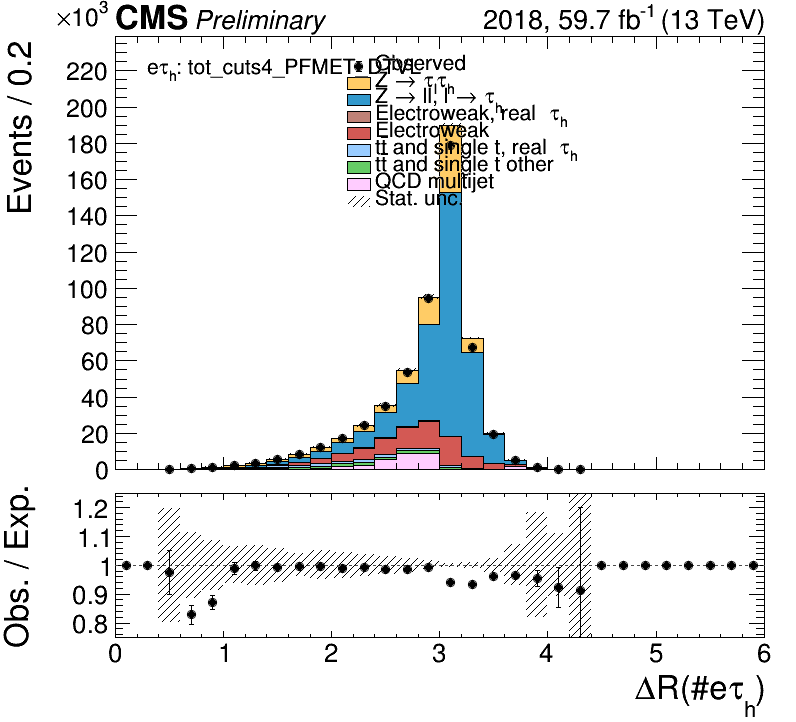 ×10³ CMS Preliminary 2018, 59.7 fb⁻¹ (13 TeV)
Events / 0.2
220
200
180
160
140
120
100
80
60
40
20
0
eτh: tot_cuts4_PFMET
Observed
Z → ττh
Z → ll, l → τh
Electroweak, real τh
Electroweak
tt̄ and single t, real τh
tt̄ and single t other
QCD multijet
Stat. unc.
Obs. / Exp.
1.2
1.1
1
0.9
0.8
0 1 2 3 4 5 6
ΔR(#eτh)